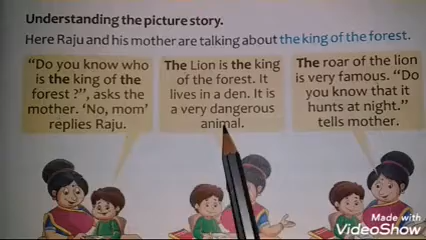 Understanding the picture story.
Here Raju and his mother are talking about the king of the forest.
“Do you know who
is the king of the
forest ?”, asks the
mother. ‘No, mom’
replies Raju.
The Lion is the king
of the forest. It
lives in a den. It is
a very dangerous
animal.
The roar of the lion
is very famous. “Do
you know that it
hunts at night.”
tells mother.
Made with
VideoShow